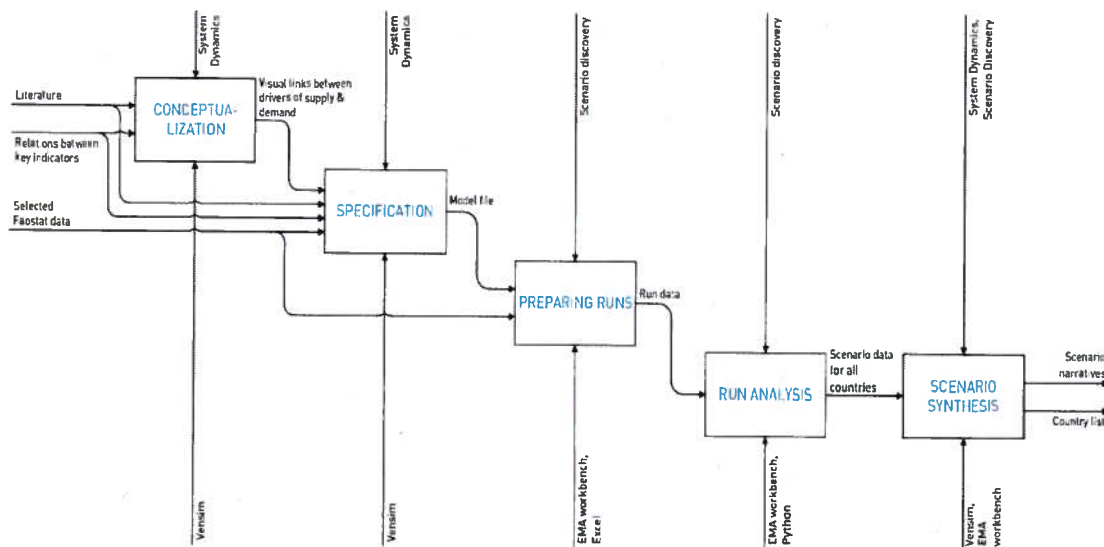 System
Dynamics
System
Dynamics
Scenario discovery
Scenario discovery
System Dynamics,
Scenario Discovery
Literature
Relations between
key indicators
Selected
Faostat data
CONCEPTUA-
LIZATION
Visual links between
drivers of supply &
demand
SPECIFICATION
Model file
PREPARING RUNS
Run data
RUN ANALYSIS
Scenario data
for all
countries
SCENARIO
SYNTHESIS
Scenario
narratives
Country list
Vensim
Vensim
EMA workbench,
Excel
EMA workbench,
Python
Vensim,
EMA
workbench